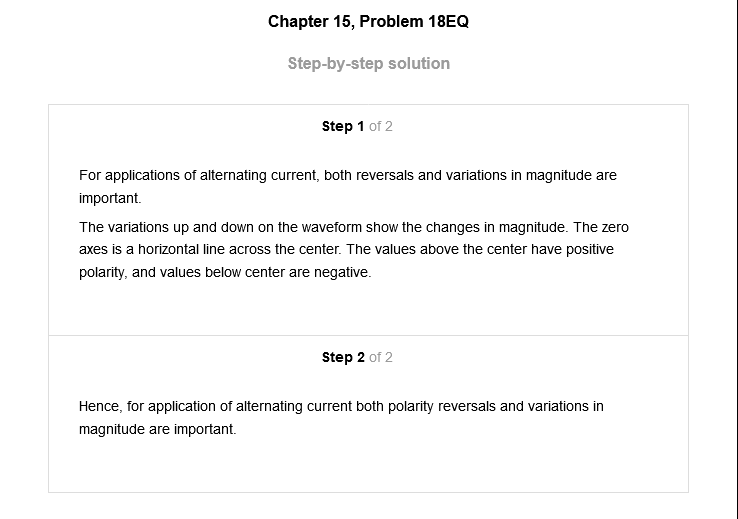 Chapter 15, Problem 18EQ
Step-by-step solution
Step 1 of 2
For applications of alternating current, both reversals and variations in magnitude are
important.
The variations up and down on the waveform show the changes in magnitude. The zero
axes is a horizontal line across the center. The values above the center have positive
polarity, and values below center are negative.
Step 2 of 2
Hence, for application of alternating current both polarity reversals and variations in
magnitude are important.